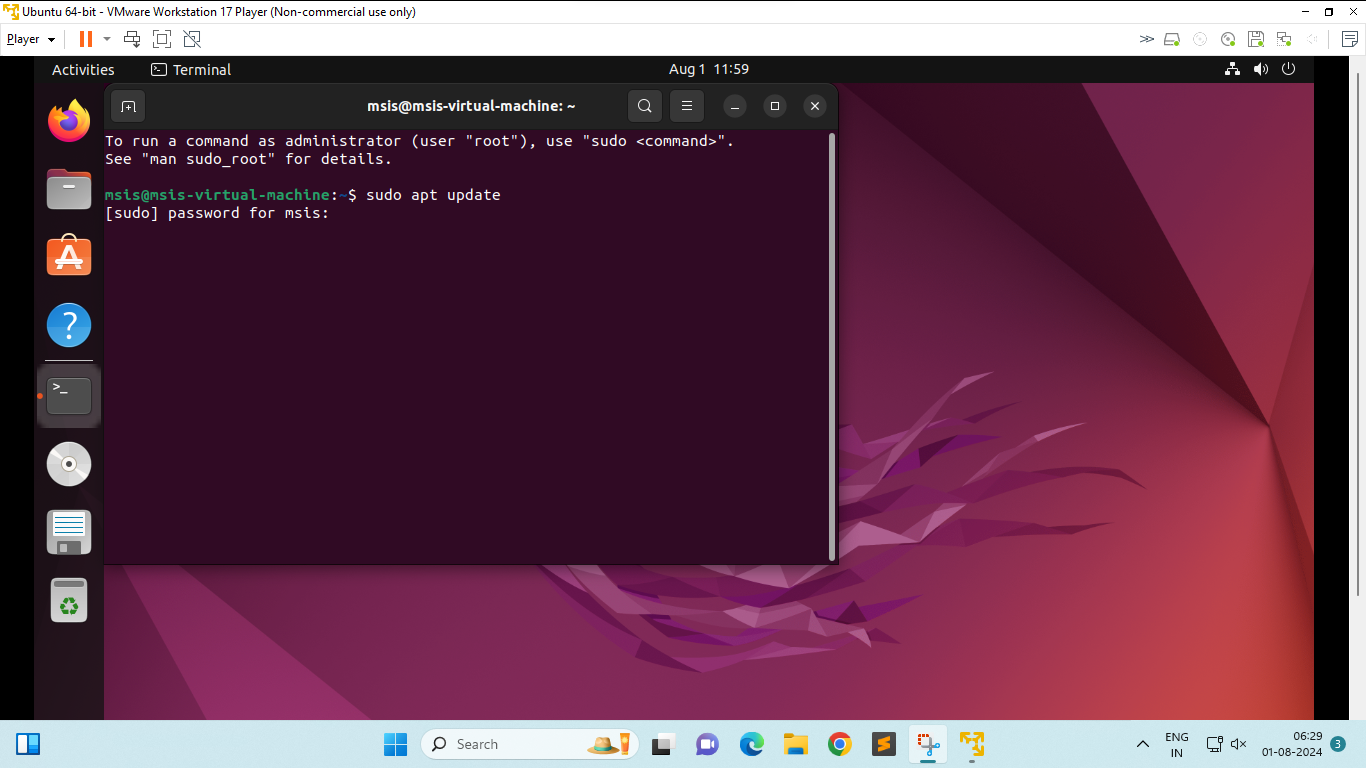 Ubuntu 64-bit - VMware Workstation 17 Player (Non-commercial use only)
Player
Activities
Terminal
Aug 1 11:59
msis@msis-virtual-machine: ~
To run a command as administrator (user "root"), use "sudo <command>".
See "man sudo_root" for details.
msis@msis-virtual-machine:~$ sudo apt update
[sudo] password for msis:
Search
ENG
IN
06:29
01-08-2024
3